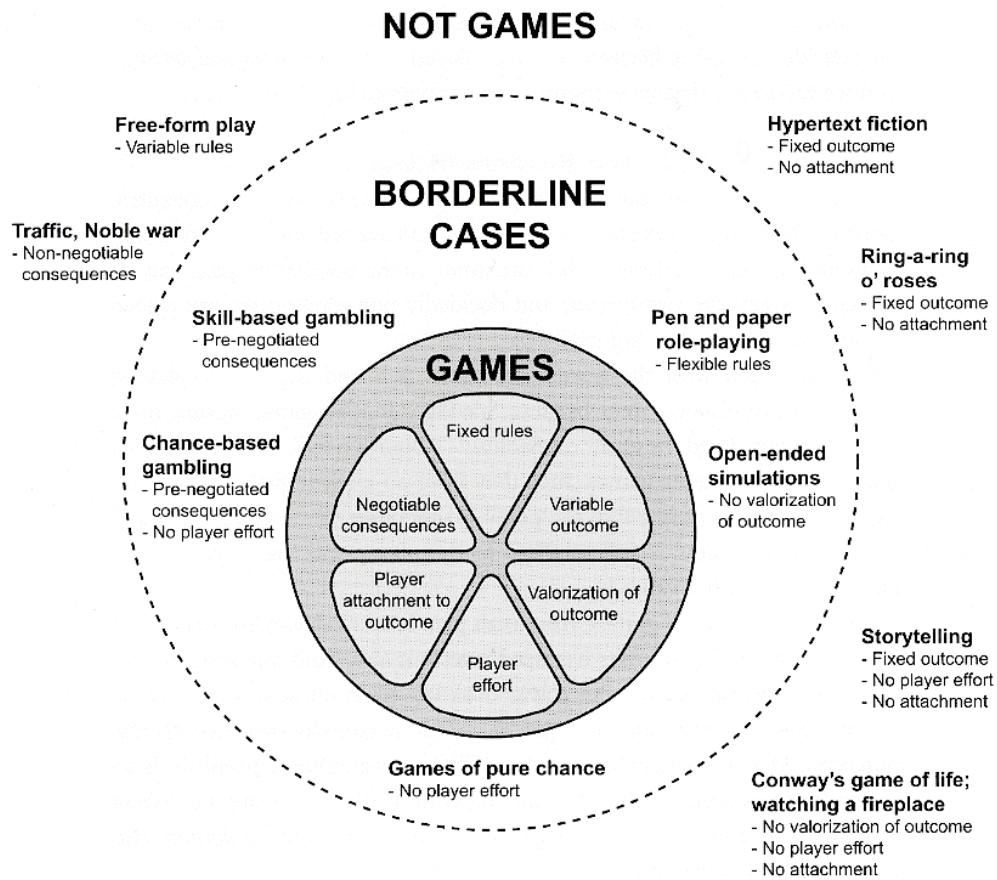 NOT GAMES
Free-form play
- Variable rules
Hypertext fiction
- Fixed outcome
- No attachment
BORDERLINE
CASES
Traffic, Noble war
- Non-negotiable
consequences
Ring-a-ring
o' roses
- Fixed outcome
- No attachment
Skill-based gambling
- Pre-negotiated
consequences
Pen and paper
role-playing
- Flexible rules
GAMES
Fixed rules
Chance-based
gambling
- Pre-negotiated
consequences
- No player effort
Negotiable
consequences
Variable
outcome
Open-ended
simulations
- No valorization
of outcome
Player
attachment to
outcome
Valorization of
outcome
Player
effort
Storytelling
- Fixed outcome
- No player effort
- No attachment
Games of pure chance
- No player effort
Conway's game of life;
watching a fireplace
- No valorization of outcome
- No player effort
- No attachment